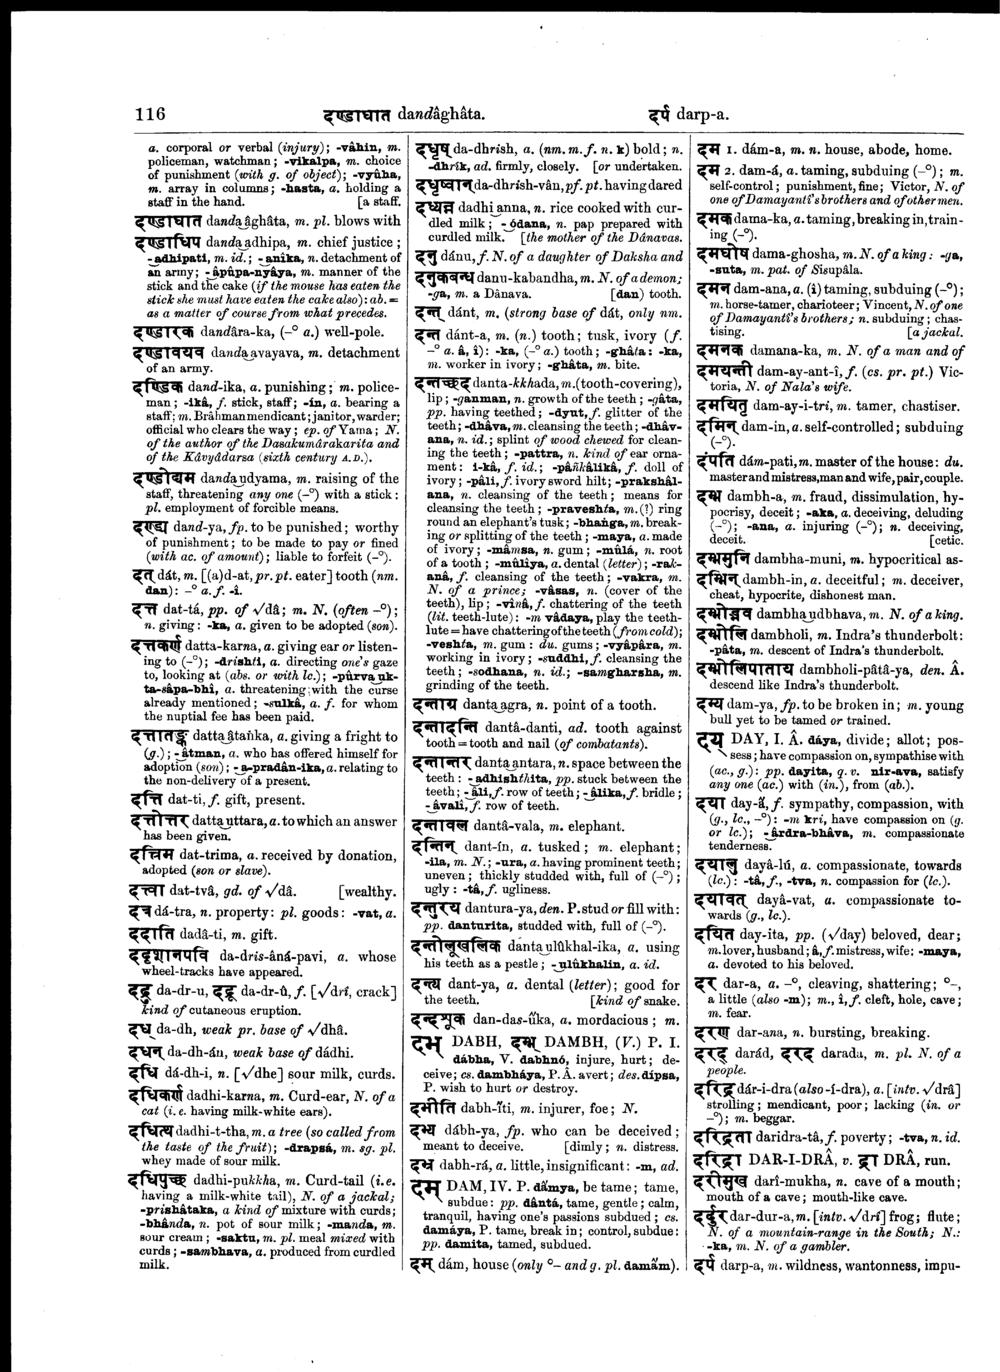 116
दण्डाघात dandâghâta.
दर्प darp-a.
a. corporal or verbal (injury); -vâhin, m.
policeman, watchman; -vikalpa, m. choice
of punishment (with g. of object); -vyûha,
m. array in columns; -hasta, a. holding a
staff in the hand. [a staff.
दण्डाघात danda‿âghâta, m. pl. blows with
दण्डाधिप danda‿adhipa, m. chief justice;
-‿adhipati, m. id.; -‿anîka, n. detachment of
an army; -‿âpûpa-nyâya, m. manner of the
stick and the cake (if the mouse has eaten the
stick she must have eaten the cake also): ab. =
as a matter of course from what precedes.
दण्डारक dandâra-ka, (-° a.) well-pole.
दण्डावयव danda‿avayava, m. detachment
of an army.
दण्डिक dand-ika, a. punishing; m. police-
man; -ikâ, f. stick, staff; -in, a. bearing a
staff; m. Brâhman mendicant; janitor, warder;
official who clears the way; ep. of Yama; N.
of the author of the Dasakumârakarita and
of the Kâvyâdarsa (sixth century A.D.).
दण्डोद्यम danda‿udyama, m. raising of the
staff, threatening any one (-°) with a stick:
pl. employment of forcible means.
दण्ड्य dand-ya, fp. to be punished; worthy
of punishment; to be made to pay or fined
(with ac. of amount); liable to forfeit (-°).
दत् dát, m. [(a)d-at, pr. pt. eater] tooth (nm.
dan): -° a. f. -î.
दत्त dat-tá, pp. of √dâ; m. N. (often -°);
n. giving: -ka, a. given to be adopted (son).
दत्तकर्ण datta-karna, a. giving ear or listen-
ing to (-°); -drishti, a. directing one's gaze
to, looking at (abs. or with lc.); -pûrva‿uk-
ta-sâpa-bhî, a. threatening with the curse
already mentioned; -sulkâ, a. f. for whom
the nuptial fee has been paid.
दत्तातङ्क datta‿âtaṅka, a. giving a fright to
(g.); -‿âtman, a. who has offered himself for
adoption (son); -‿a-pradân-ika, a. relating to
the non-delivery of a present.
दत्ति dat-ti, f. gift, present.
दत्तोत्तर datta‿uttara, a. to which an answer
has been given.
दत्त्रिम dat-trima, a. received by donation,
adopted (son or slave).
दत्त्वा dat-tvâ, gd. of √dâ. [wealthy.
दत्र dá-tra, n. property: pl. goods: -vat, a.
ददाति dadâ-ti, m. gift.
ददृशानपवि da-dris-âná-pavi, a. whose
wheel-tracks have appeared.
दद्रु da-dr-u, दद्रू da-dr-û, f. [√drî, crack]
kind of cutaneous eruption.
दध् da-dh, weak pr. base of √dhâ.
दधन् da-dh-án, weak base of dádhi.
दधि dá-dh-i, n. [√dhe] sour milk, curds.
दधिकर्ण dadhi-karna, m. Curd-ear, N. of a
cat (i. e. having milk-white ears).
दधित्थ dadhi-t-tha, m. a tree (so called from
the taste of the fruit); -drapsá, m. sg. pl.
whey made of sour milk.
दधिपुच्छ dadhi-pukkha, m. Curd-tail (i.e.
having a milk-white tail), N. of a jackal;
-prishâtaka, a kind of mixture with curds;
-bhânda, n. pot of sour milk; -manda, m.
sour cream; -saktu, m. pl. meal mixed with
curds; -sambhava, a. produced from curdled
milk.
दधृष् da-dhrish, a. (nm. m. f. n. k) bold; n.
-dhrík, ad. firmly, closely. [or undertaken.
दधृष्वान् da-dhrísh-vân, pf. pt. having dared
दध्यन्न dadhi‿anna, n. rice cooked with cur-
dled milk; -‿ódana, n. pap prepared with
curdled milk. [the mother of the Dânavas.
दनु dánu, f. N. of a daughter of Daksha and
दनुकबन्ध danu-kabandha, m. N. of a demon;
-ga, m. a Dânava. [dan) tooth.
दन्त् dánt, m. (strong base of dát, only nm.
दन्त dánt-a, m. (n.) tooth; tusk, ivory (f.
-° a. â, î): -ka, (-° a.) tooth; -ghâta: -ka,
m. worker in ivory; -ghâta, m. bite.
दन्तच्छद danta-kkhada, m. (tooth-covering),
lip; -ganman, n. growth of the teeth; -gâta,
pp. having teethed; -dyut, f. glitter of the
teeth; -dhâva, m. cleansing the teeth; -dhâv-
ana, n. id.; splint of wood chewed for clean-
ing the teeth; -pattra, n. kind of ear orna-
ment: i-kâ, f. id.; -pâñkâlikâ, f. doll of
ivory; -pâli, f. ivory sword hilt; -prakshâl-
ana, n. cleansing of the teeth; means for
cleansing the teeth; -praveshta, m. (?) ring
round an elephant's tusk; -bhaṅga, m. break-
ing or splitting of the teeth; -maya, a. made
of ivory; -mâmsa, n. gum; -mûlá, n. root
of a tooth; -mûlîya, a. dental (letter); -rak-
anâ, f. cleansing of the teeth; -vakra, m.
N. of a prince; -vâsas, n. (cover of the
teeth), lip; -vînâ, f. chattering of the teeth
(lit. teeth-lute): -m vâdaya, play the teeth-
lute = have chattering of the teeth (from cold);
-veshta, m. gum: du. gums; -vyâpâra, m.
working in ivory; -suddhi, f. cleansing the
teeth; -sodhana, n. id.; -samgharsha, m.
grinding of the teeth.
दन्ताग्र danta‿agra, n. point of a tooth.
दन्तादन्ति dantâ-danti, ad. tooth against
tooth = tooth and nail (of combatants).
दन्तान्तर danta‿antara, n. space between the
teeth: -‿adhishthita, pp. stuck between the
teeth; -‿âli, f. row of teeth; -‿âlikâ, f. bridle;
-‿âvalî, f. row of teeth.
दन्तावल dantâ-vala, m. elephant.
दन्तिन् dant-ín, a. tusked; m. elephant;
-ila, m. N.; -ura, a. having prominent teeth;
uneven; thickly studded with, full of (-°);
ugly: -tâ, f. ugliness.
दन्तुरय dantura-ya, den. P. stud or fill with:
pp. danturita, studded with, full of (-°).
दन्तोलूखलिक danta‿ulûkhal-ika, a. using
his teeth as a pestle; -‿ulûkhalin, a. id.
दन्त्य dant-ya, a. dental (letter); good for
the teeth. [kind of snake.
दन्दशूक dan-das-ū́ka, a. mordacious; m.
दभ् DABH, दम्भ् DAMBH, (V.) P. I.
dábha, V. dabhnó, injure, hurt; de-
ceive; cs. dambháya, P. Â. avert; des. dípsa,
P. wish to hurt or destroy.
दभीति dabh-ī́ti, m. injurer, foe; N.
दभ्य dábh-ya, fp. who can be deceived;
meant to deceive. [dimly; n. distress.
दभ्र dabh-rá, a. little, insignificant: -m, ad.
दम् DAM, IV. P. dấmya, be tame; tame,
subdue: pp. dântá, tame, gentle; calm,
tranquil, having one's passions subdued; cs.
damáya, P. tame, break in; control, subdue:
pp. damita, tamed, subdued.
दम् dám, house (only °- and g. pl. damấm).
दम 1. dám-a, m. n. house, abode, home.
दम 2. dam-á, a. taming, subduing (-°); m.
self-control; punishment, fine; Victor, N. of
one of Damayantî's brothers and of other men.
दमक dama-ka, a. taming, breaking in, train-
ing (-°).
दमघोष dama-ghosha, m. N. of a king: -ga,
-suta, m. pat. of Sisupâla.
दमन dam-ana, a. (î) taming, subduing (-°);
m. horse-tamer, charioteer; Vincent, N. of one
of Damayantî's brothers; n. subduing; chas-
tising. [a jackal.
दमनक damana-ka, m. N. of a man and of
दमयन्ती dam-ay-ant-î, f. (cs. pr. pt.) Vic-
toria, N. of Nala's wife.
दमयितृ dam-ay-i-trí, m. tamer, chastiser.
दमिन् dam-in, a. self-controlled; subduing
(-°).
दंपति dám-pati, m. master of the house: du.
master and mistress, man and wife, pair, couple.
दम्भ dambh-a, m. fraud, dissimulation, hy-
pocrisy, deceit; -aka, a. deceiving, deluding
(-°); -ana, a. injuring (-°); n. deceiving,
deceit. [cetic.
दम्भमुनि dambha-muni, m. hypocritical as-
दम्भिन् dambh-in, a. deceitful; m. deceiver,
cheat, hypocrite, dishonest man.
दम्भोद्भव dambha‿udbhava, m. N. of a king.
दम्भोलि dambholi, m. Indra's thunderbolt:
-pâta, m. descent of Indra's thunderbolt.
दम्भोलिपाताय dambholi-pâtâ-ya, den. Â.
descend like Indra's thunderbolt.
दम्य dam-ya, fp. to be broken in; m. young
bull yet to be tamed or trained.
दय् DAY, I. Â. dáya, divide; allot; pos-
sess; have compassion on, sympathise with
(ac., g.): pp. dayita, q. v. nir-ava, satisfy
any one (ac.) with (in.), from (ab.).
दया day-ấ, f. sympathy, compassion, with
(g., lc., -°): -m kri, have compassion on (g.
or lc.); -‿ârdra-bhâva, m. compassionate
tenderness.
दयालु dayâ-lú, a. compassionate, towards
(lc.): -tâ, f., -tva, n. compassion for (lc.).
दयावत् dayâ-vat, a. compassionate to-
wards (g., lc.).
दयित day-ita, pp. (√day) beloved, dear;
m. lover, husband; â, f. mistress, wife: -maya,
a. devoted to his beloved.
दर dar-a, a. -°, cleaving, shattering; °-,
a little (also -m); m., î, f. cleft, hole, cave;
m. fear.
दरण dar-ana, n. bursting, breaking.
दरद् darád, दरद darada, m. pl. N. of a
people.
दरिद्र dár-i-dra (also -í-dra), a. [intv. √drâ]
strolling; mendicant, poor; lacking (in. or
-°); m. beggar.
दरिद्रता daridra-tâ, f. poverty; -tva, n. id.
दरिद्रा DAR-I-DRÂ, v. द्रा DRÂ, run.
दरीमुख darî-mukha, n. cave of a mouth;
mouth of a cave; mouth-like cave.
दर्दुर dar-dur-a, m. [intv. √drî] frog; flute;
N. of a mountain-range in the South; N.:
-ka, m. N. of a gambler.
दर्प darp-a, m. wildness, wantonness, impu-